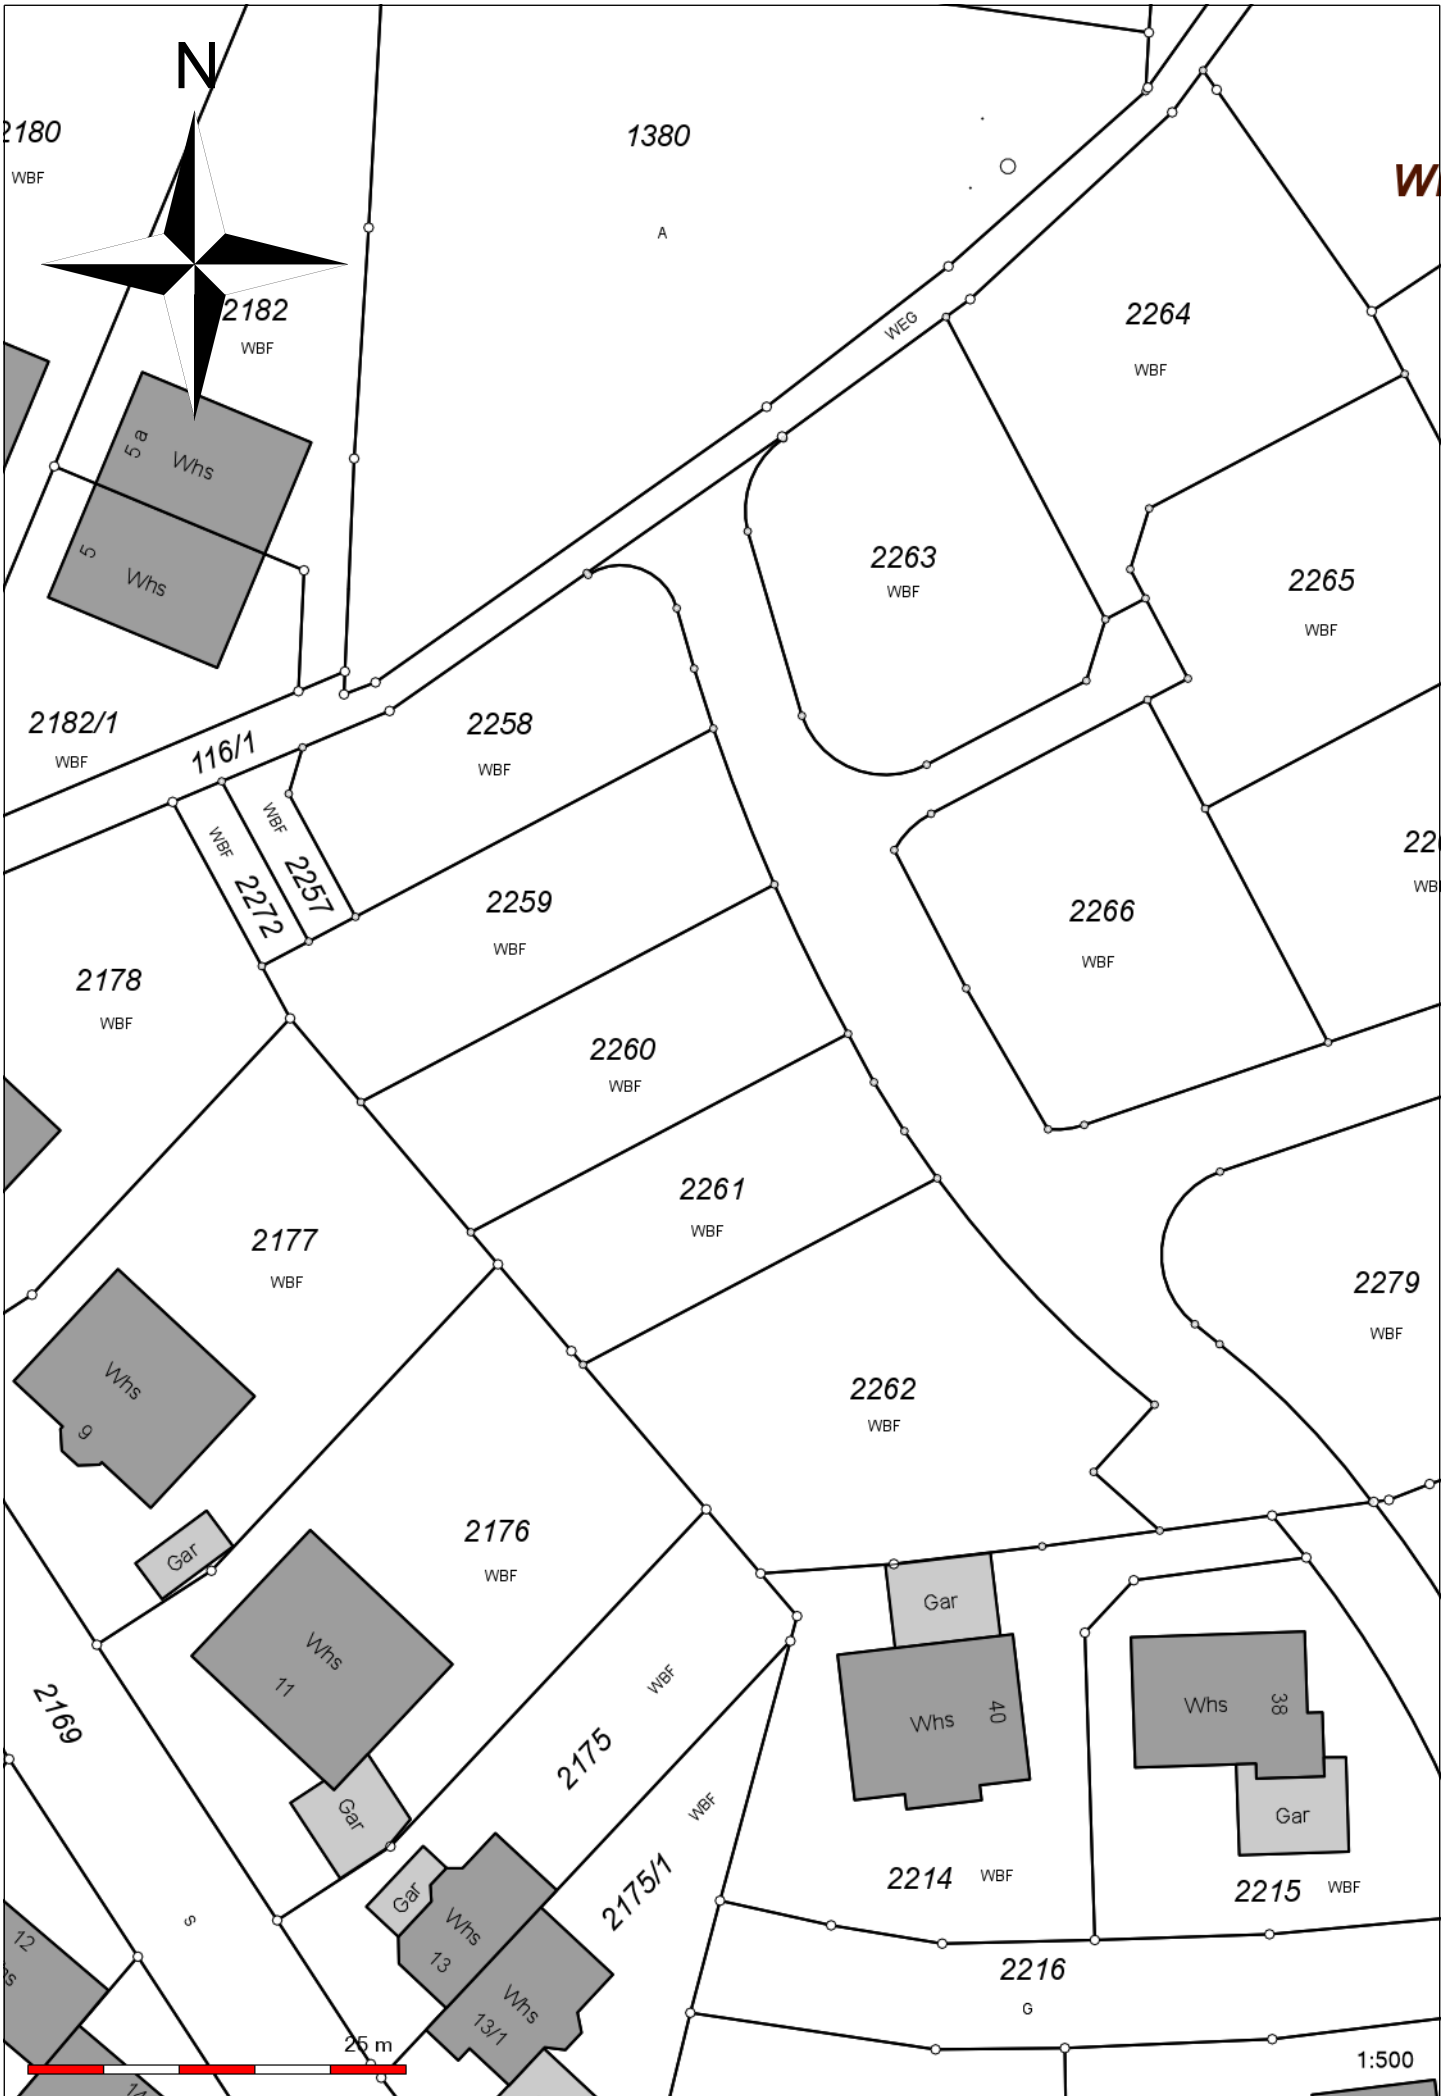 N
2180
WBF
1380
A
2182
WBF
WEG
2264
WBF
5 a
Whs
5
Whs
2263
WBF
2265
WBF
2182/1
WBF
116/1
2258
WBF
WBF
2272
WBF
2257
2259
WBF
2266
WBF
2178
WBF
2260
WBF
2261
WBF
2177
WBF
2279
WBF
Whs
9
2262
WBF
Gar
2176
WBF
Whs
11
Gar
2169
S
WBF
2175
WBF
2175/1
Gar
Whs
40
Whs
38
Gar
Gar
Whs
13
Whs
13/1
2214
WBF
2215
WBF
2216
G
12
14
25 m
1:500